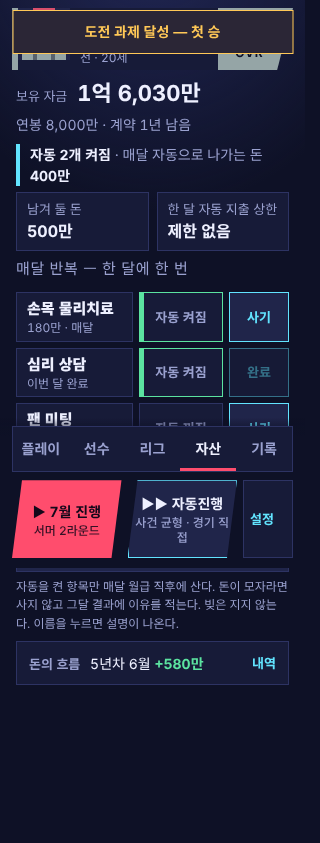 도전 과제 달성 — 첫 승
전 · 20세
OVR
보유 자금 1억 6,030만
연봉 8,000만 · 계약 1년 남음
자동 2개 켜짐 · 매달 자동으로 나가는 돈
400만
남겨 둘 돈
500만
한 달 자동 지출 상한
제한 없음
매달 반복 — 한 달에 한 번
손목 물리치료
180만 · 매달
자동 켜짐
사기
심리 상담
이번 달 완료
자동 켜짐
완료
팬 미팅
플레이 선수 리그 자산 기록
▶ 7월 진행
서머 2라운드
▶▶ 자동진행
사건 균형 · 경기 직
접
설정
자동을 켠 항목만 매달 월급 직후에 산다. 돈이 모자라면
사지 않고 그달 결과에 이유를 적는다. 빚은 지지 않는
다. 이름을 누르면 설명이 나온다.
돈의 흐름 5년차 6월 +580만 내역